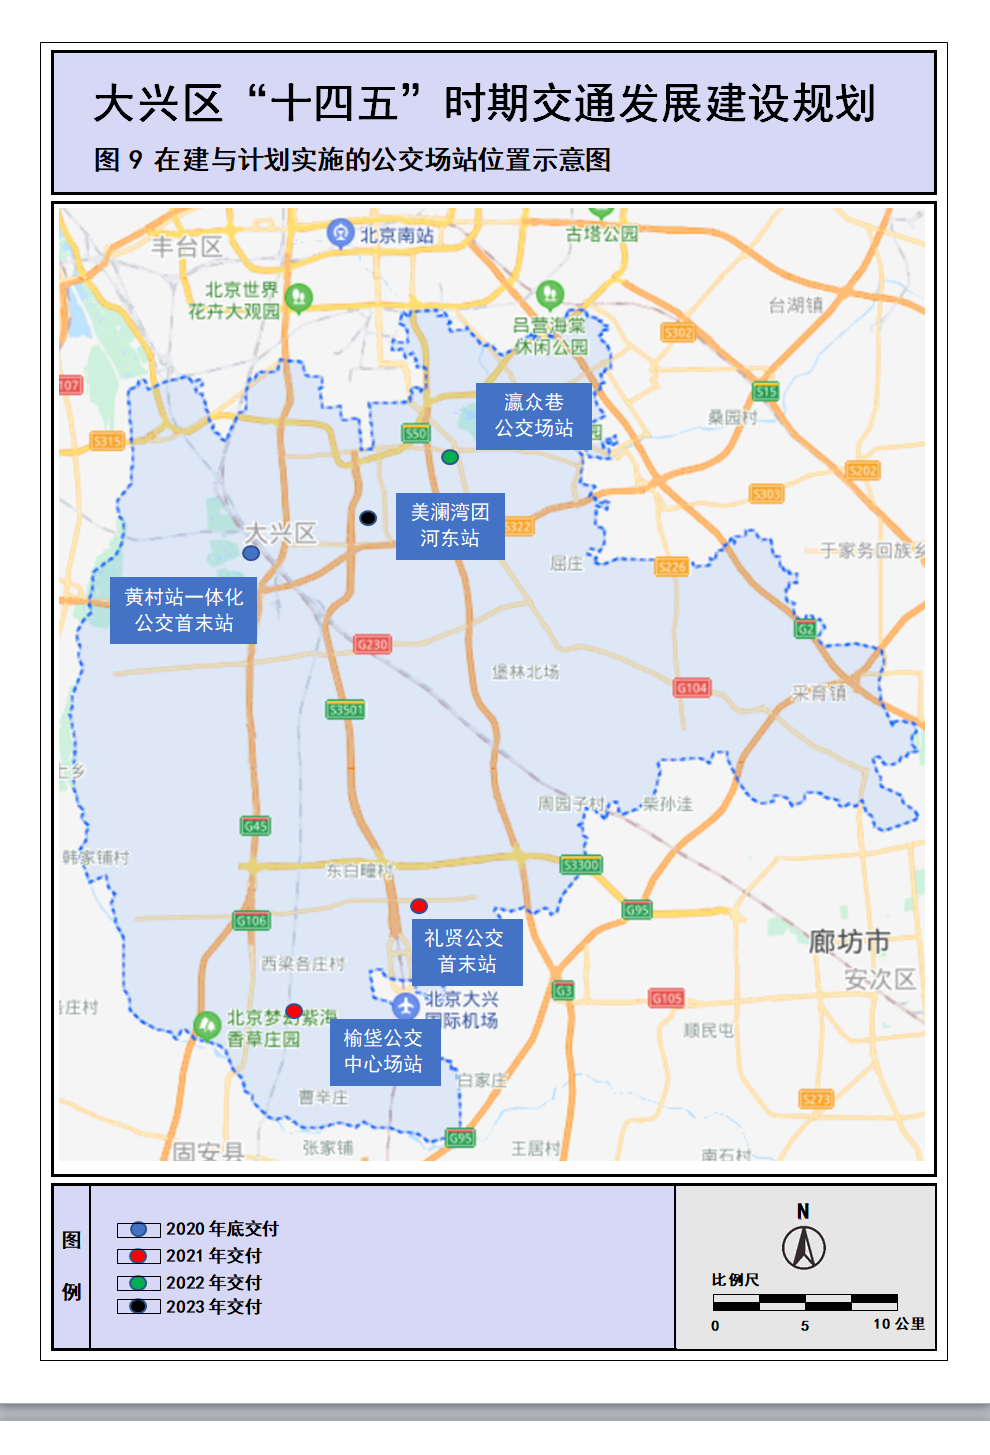 大兴区“十四五”时期交通发展建设规划
图 9 在建与计划实施的公交场站位置示意图
丰台区
北京南站
古塔公园
北京世界
花卉大观园
吕营海棠
休闲公园
台湖镇
S302
107
S15
瀛众巷
公交场站
桑园村
S315
S50
园
S202
S303
美澜湾团
河东站
S322
大兴区
屈庄
S226
于家务回族乡
黄村站一体化
公交首末站
G2
G230
堡林北场
G104
采育镇
S3501
周园子村
柴孙洼
G45
韩家铺村
东白疃村
S3300
G95
G106
礼贤公交
首末站
廊坊市
西梁各庄村
安次区
G3
G105
北京大兴
国际机场
各庄村
北京梦幻紫海
香草庄园
顺民屯
榆垡公交
中心场站
白家庄
曹辛庄
S273
G95
固安县
张家铺
王居村
南石村
图
例
2020 年底交付
2021 年交付
2022 年交付
2023 年交付
N
比例尺
0 5 10 公里